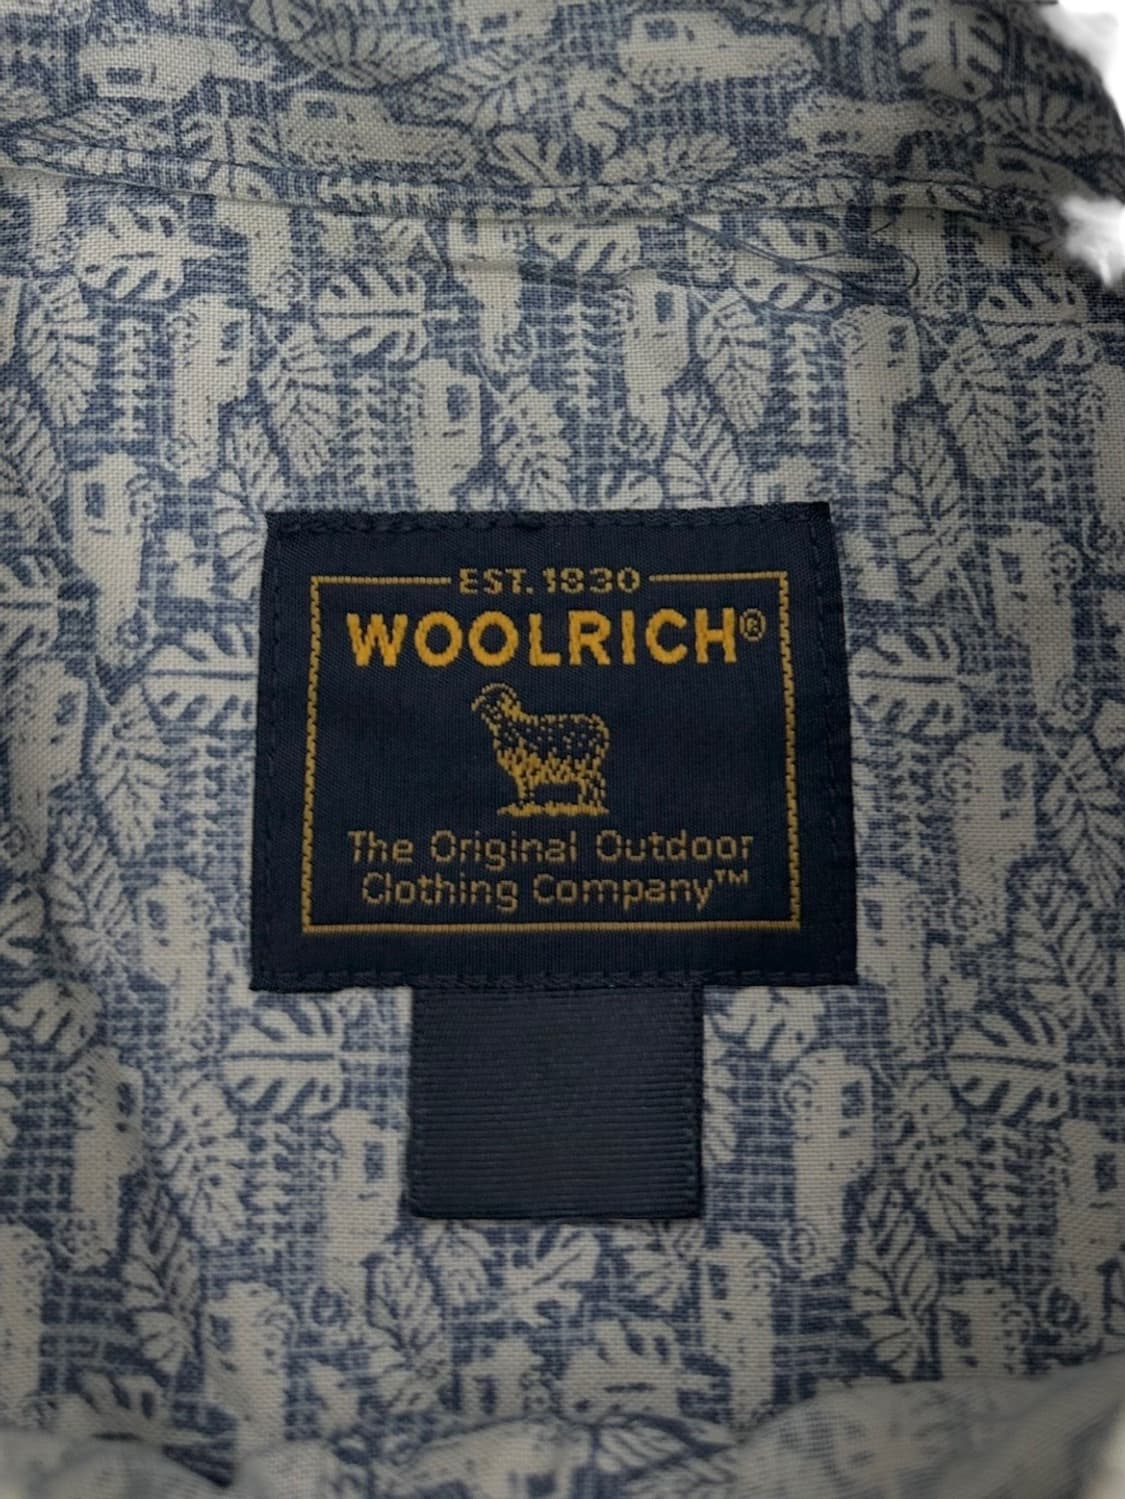 EST. 1830
WOOLRICH®
The Original Outdoor
Clothing Company™